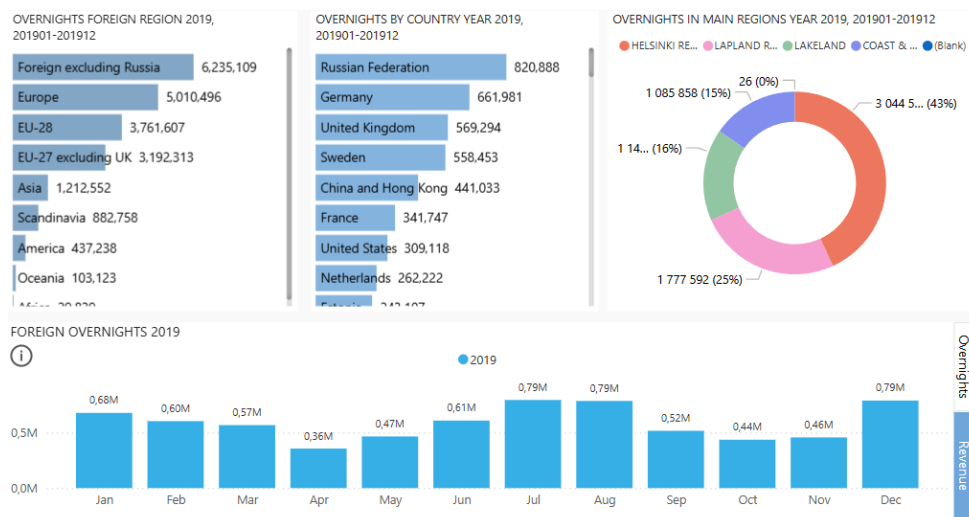 OVERNIGHTS FOREIGN REGION 2019,
201901-201912
Foreign excluding Russia 6,235,109
Europe 5,010,496
EU-28 3,761,607
EU-27 excluding UK 3,192,313
Asia 1,212,552
Scandinavia 882,758
America 437,238
Oceania 103,123
OVERNIGHTS BY COUNTRY YEAR 2019,
201901-201912
Russian Federation 820,888
Germany 661,981
United Kingdom 569,294
Sweden 558,453
China and Hong Kong 441,033
France 341,747
United States 309,118
Netherlands 262,222
OVERNIGHTS IN MAIN REGIONS YEAR 2019, 201901-201912
HELSINKI RE... LAPLAND R... LAKELAND COAST & ... (Blank)
26 (0%)
1 085 858 (15%)
3 044 5... (43%)
1 14... (16%)
1 777 592 (25%)
FOREIGN OVERNIGHTS 2019
i
2019
0,5M
0,0M
0,68M
0,60M
0,57M
0,36M
0,47M
0,61M
0,79M
0,79M
0,52M
0,44M
0,46M
0,79M
Jan Feb Mar Apr May Jun Jul Aug Sep Oct Nov Dec
Overnights
Revenue